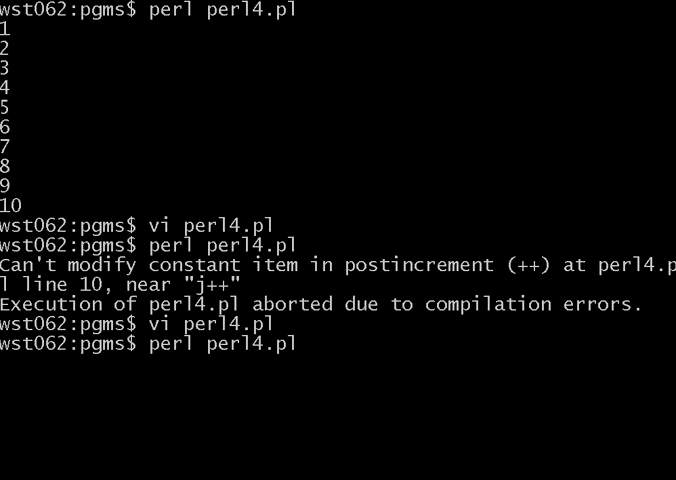 wst062:pgms$ perl perl4.pl
1
2
3
4
5
6
7
8
9
10
wst062:pgms$ vi perl4.pl
wst062:pgms$ perl perl4.pl
Can't modify constant item in postincrement (++) at perl4.p
l line 10, near "j++"
Execution of perl4.pl aborted due to compilation errors.
wst062:pgms$ vi perl4.pl
wst062:pgms$ perl perl4.pl